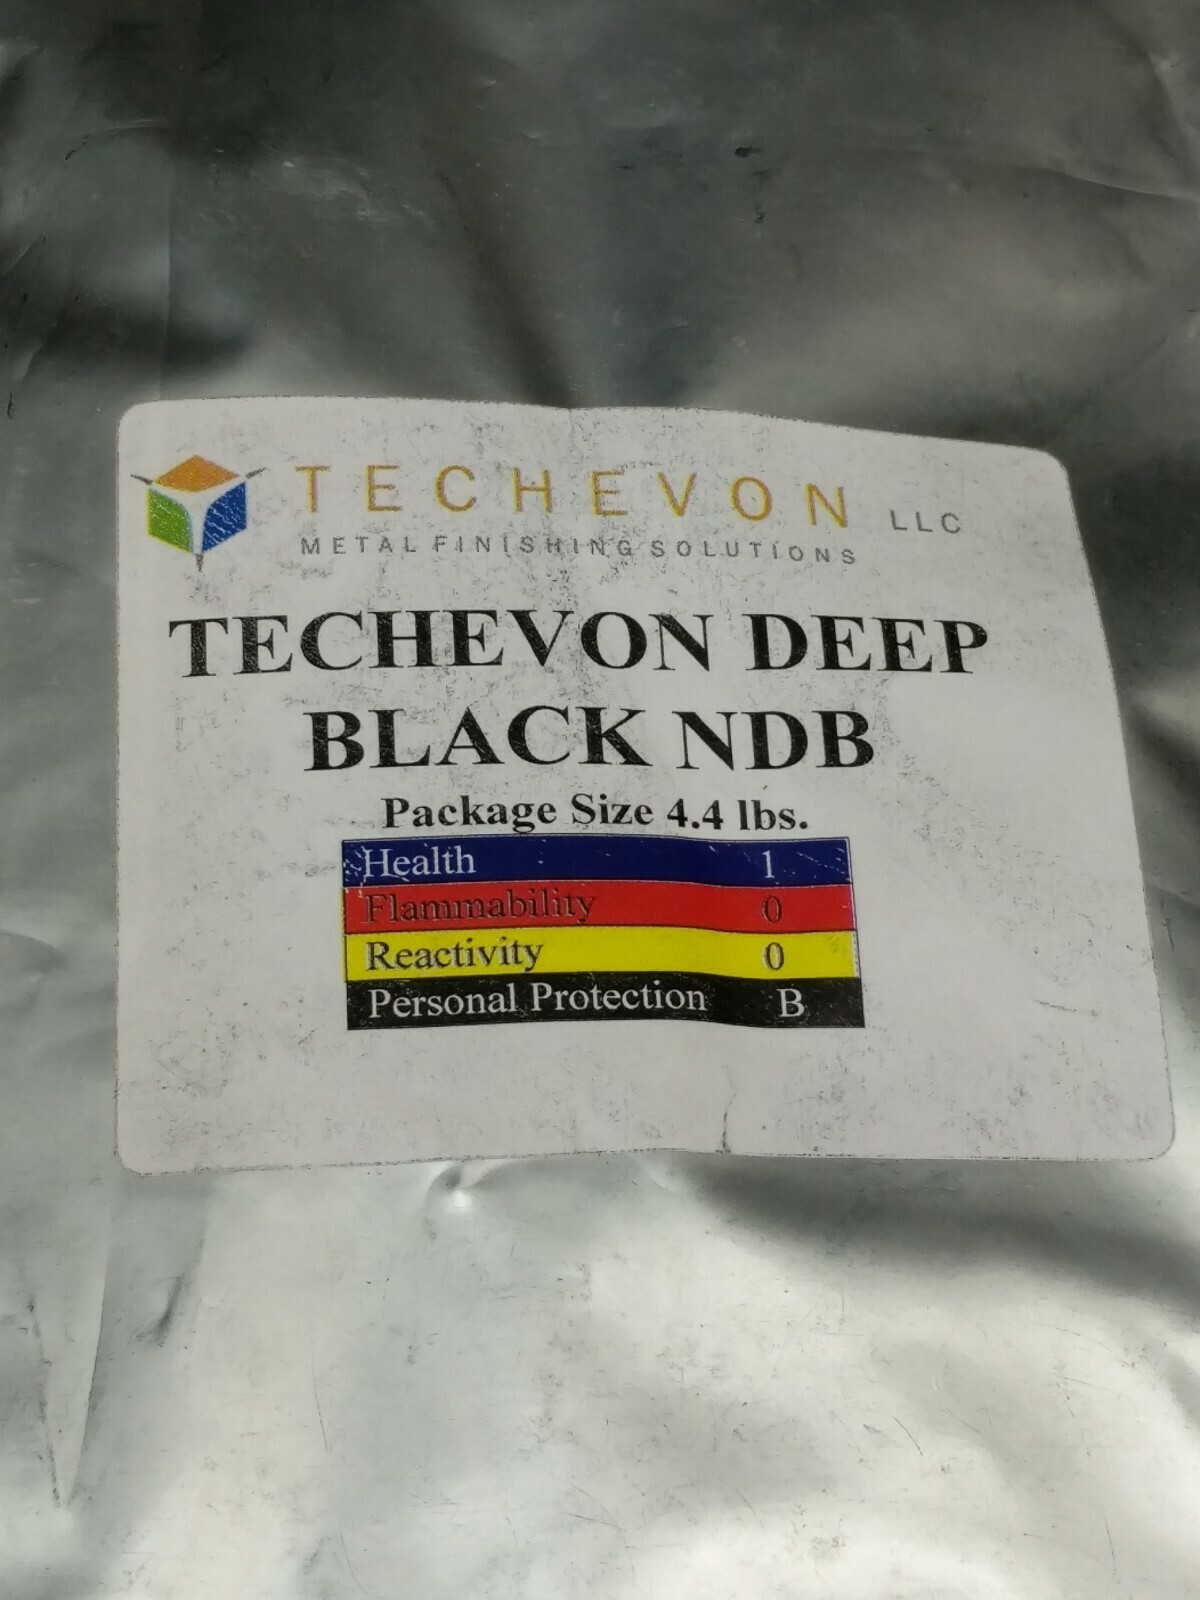 TECHEVON LLC
METAL FINISHING SOLUTIONS
TECHEVON DEEP
BLACK NDB
Package Size 4.4 lbs.
Health 1
Flammability 0
Reactivity 0
Personal Protection B